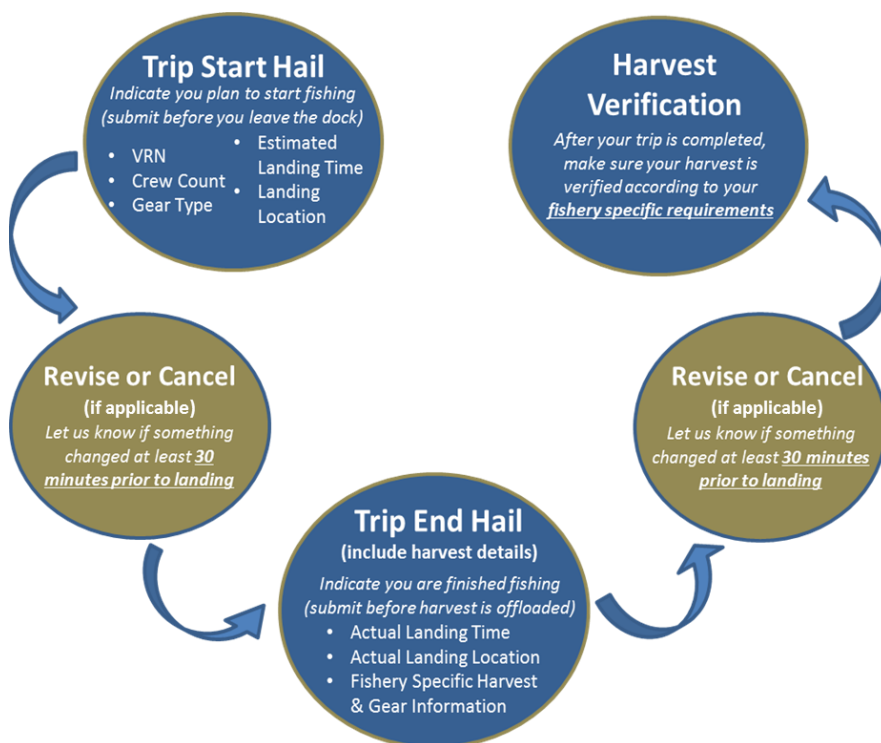 Trip Start Hail
Indicate you plan to start fishing
(submit before you leave the dock)
• VRN
• Crew Count
• Gear Type
• Estimated
Landing Time
• Landing
Location
Revise or Cancel
(if applicable)
Let us know if something
changed at least 30
minutes prior to landing
Trip End Hail
(include harvest details)
Indicate you are finished fishing
(submit before harvest is offloaded)
• Actual Landing Time
• Actual Landing Location
• Fishery Specific Harvest
& Gear Information
Revise or Cancel
(if applicable)
Let us know if something
changed at least 30 minutes
prior to landing
Harvest
Verification
After your trip is completed,
make sure your harvest is
verified according to your
fishery specific requirements